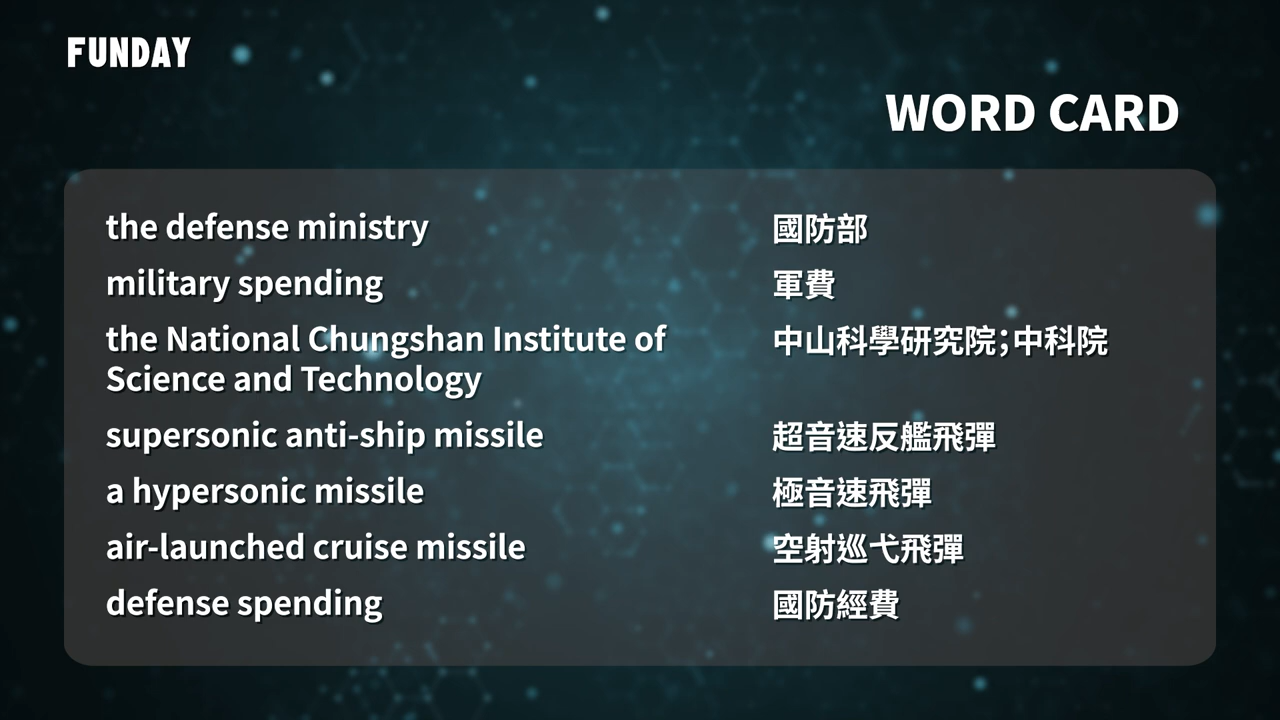 FUNDAY
WORD CARD
the defense ministry 國防部
military spending 軍費
the National Chungshan Institute of 中山科學研究院;中科院
Science and Technology
supersonic anti-ship missile 超音速反艦飛彈
a hypersonic missile 極音速飛彈
air-launched cruise missile 空射巡弋飛彈
defense spending 國防經費